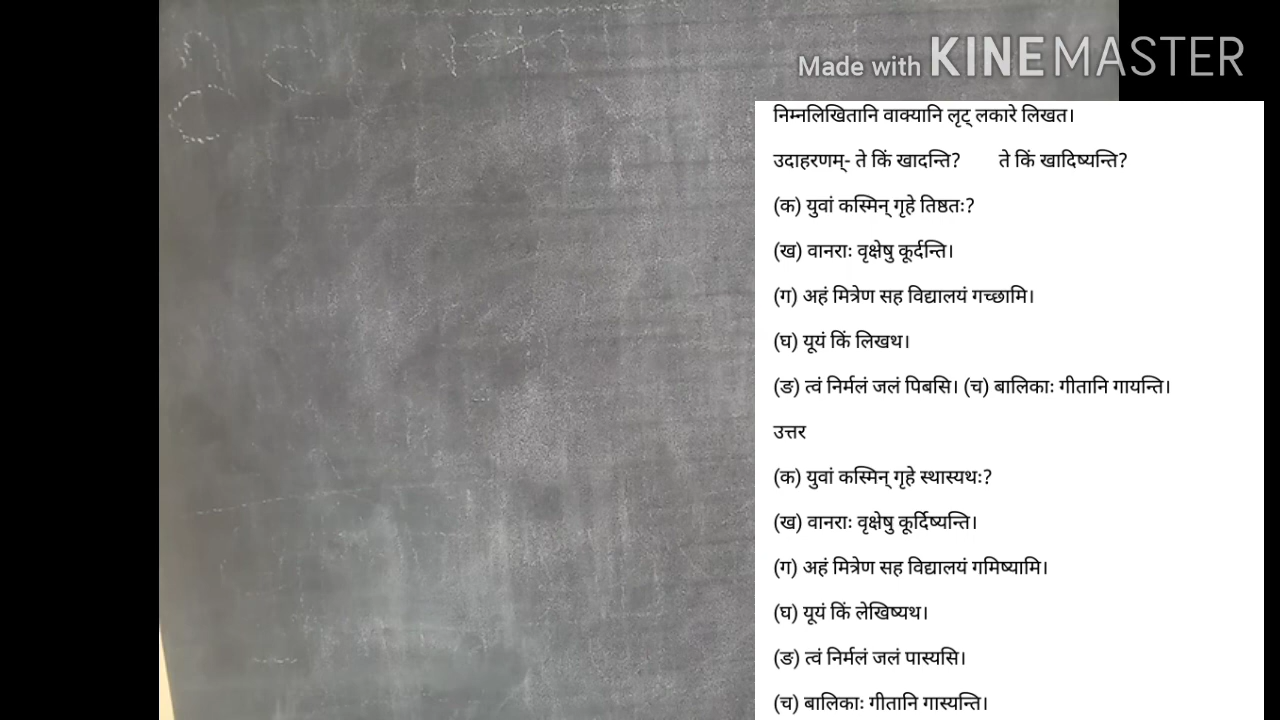 Made with KINEMASTER
निम्नलिखितानि वाक्यानि लृट् लकारे लिखत।
उदाहरणम्- ते किं खादन्ति? ते किं खादिष्यन्ति?
(क) युवां कस्मिन् गृहे तिष्ठतः?
(ख) वानराः वृक्षेषु कूर्दन्ति।
(ग) अहं मित्रेण सह विद्यालयं गच्छामि।
(घ) यूयं किं लिखथ।
(ङ) त्वं निर्मलं जलं पिबसि। (च) बालिकाः गीतानि गायन्ति।
उत्तर
(क) युवां कस्मिन् गृहे स्थास्यथः?
(ख) वानराः वृक्षेषु कूर्दिष्यन्ति।
(ग) अहं मित्रेण सह विद्यालयं गमिष्यामि।
(घ) यूयं किं लेखिष्यथ।
(ङ) त्वं निर्मलं जलं पास्यसि।
(च) बालिकाः गीतानि गास्यन्ति।